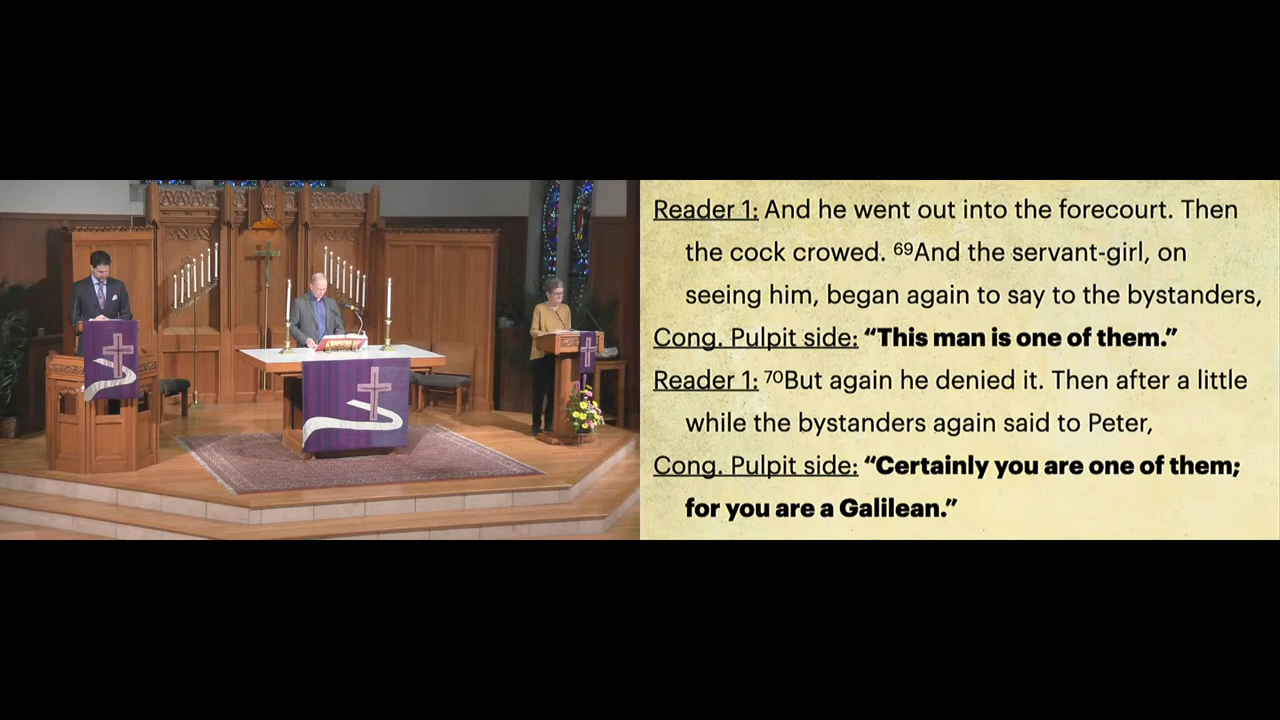 Reader 1: And he went out into the forecourt. Then
the cock crowed. ⁶⁹And the servant-girl, on
seeing him, began again to say to the bystanders,
Cong. Pulpit side: “This man is one of them.”
Reader 1: ⁷⁰But again he denied it. Then after a little
while the bystanders again said to Peter,
Cong. Pulpit side: “Certainly you are one of them;
for you are a Galilean.”